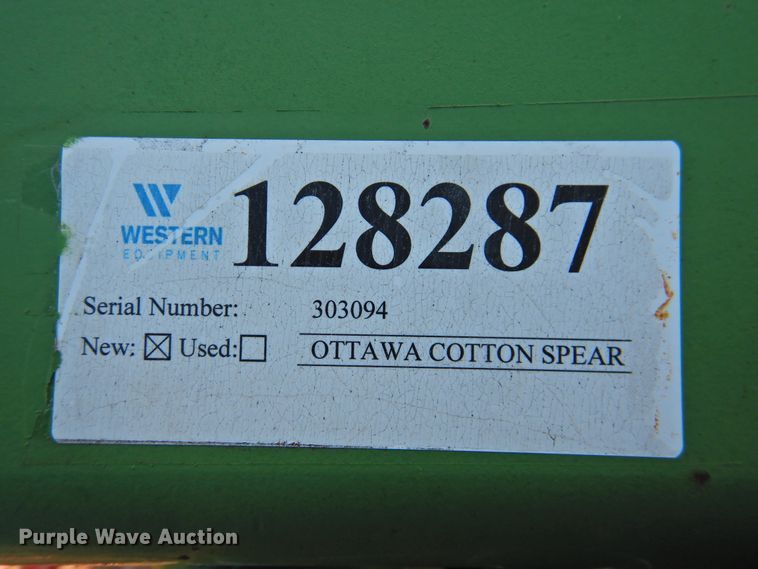 WESTERN
EQUIPMENT
128287
Serial Number: 303094
New: Used: OTTAWA COTTON SPEAR
Purple Wave Auction®